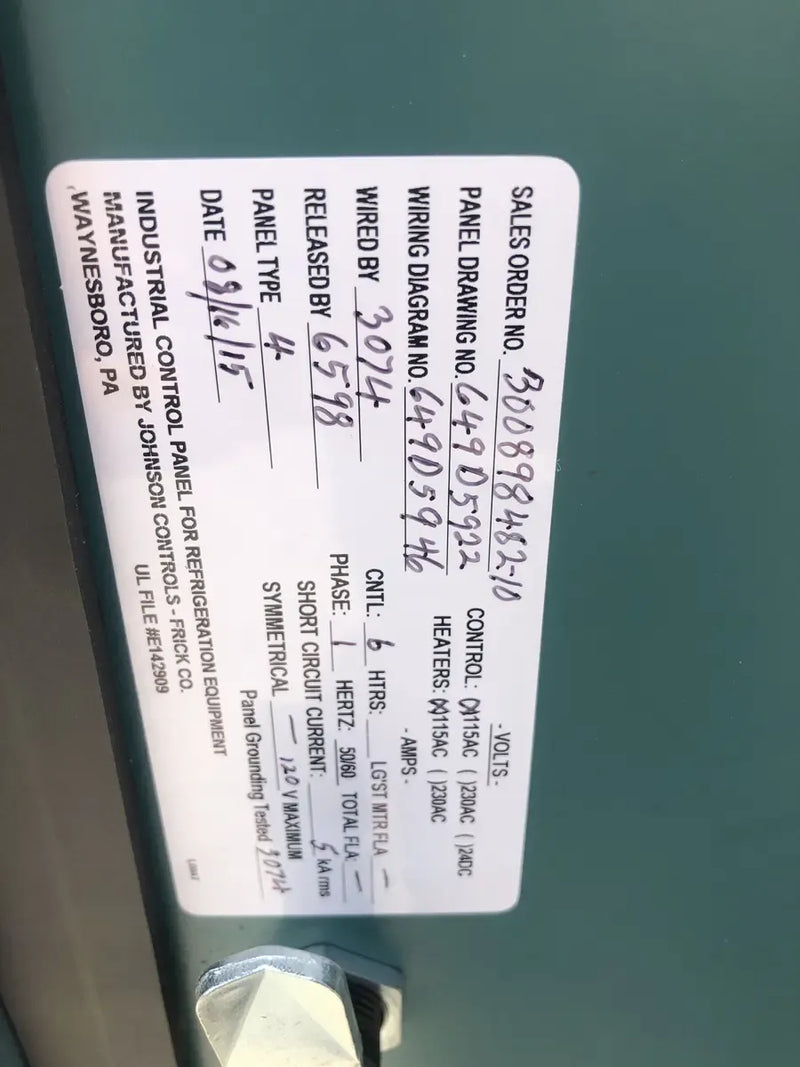 SALES ORDER NO. 300898482-10
PANEL DRAWING NO. 649D5922
WIRING DIAGRAM NO. 649D5946
WIRED BY 3074
RELEASED BY 6598
PANEL TYPE 4
DATE 09/16/15
INDUSTRIAL CONTROL PANEL FOR REFRIGERATION EQUIPMENT
MANUFACTURED BY JOHNSON CONTROLS - FRICK CO.
WAYNESBORO, PA
UL FILE #E142909
- VOLTS -
CONTROL: (X)115AC ( )230AC ( )24DC
HEATERS: (X)115AC ( )230AC
- AMPS -
CNTL: 6 HTRS: LG'ST MTR FLA —
PHASE: 1 HERTZ: 50/60 TOTAL FLA: —
SHORT CIRCUIT CURRENT: 5 kA rms
SYMMETRICAL — 120 V MAXIMUM
Panel Grounding Tested 3074